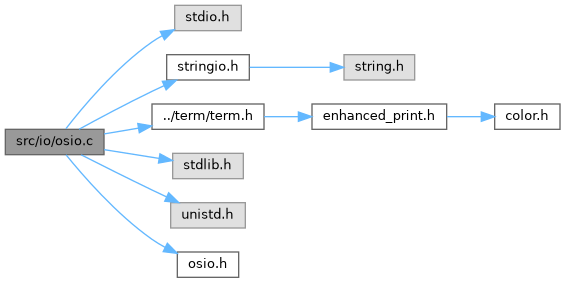 stdio.h
stringio.h
string.h
../term/term.h
enhanced_print.h
color.h
src/io/osio.c
stdlib.h
unistd.h
osio.h